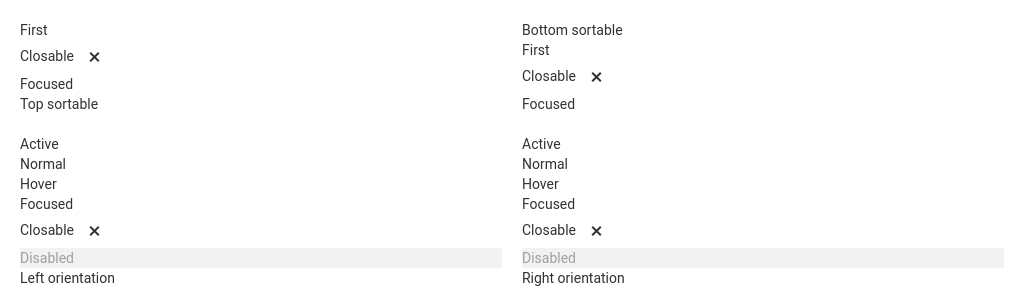 First
Closable
Focused
Top sortable
Bottom sortable
First
Closable
Focused
Active
Normal
Hover
Focused
Closable
Disabled
Left orientation
Active
Normal
Hover
Focused
Closable
Disabled
Right orientation